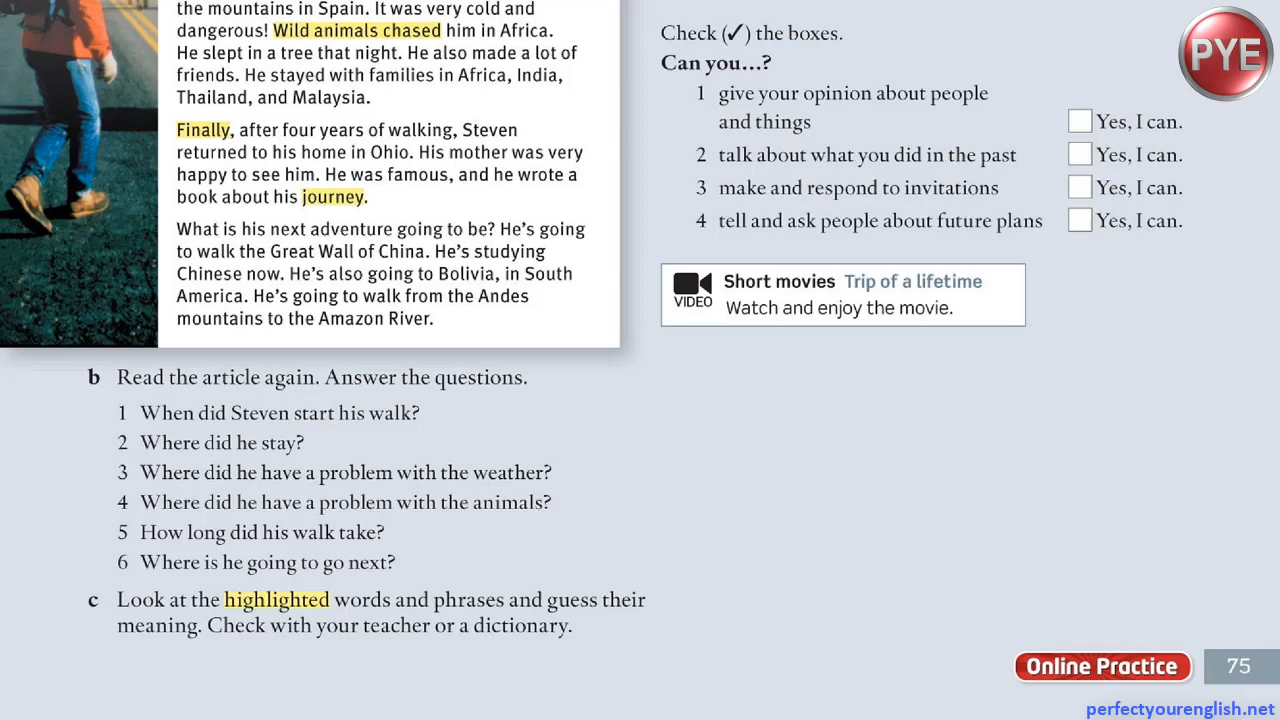 the mountains in Spain. It was very cold and
dangerous! Wild animals chased him in Africa.
He slept in a tree that night. He also made a lot of
friends. He stayed with families in Africa, India,
Thailand, and Malaysia.
Finally, after four years of walking, Steven
returned to his home in Ohio. His mother was very
happy to see him. He was famous, and he wrote a
book about his journey.
What is his next adventure going to be? He's going
to walk the Great Wall of China. He's studying
Chinese now. He's also going to Bolivia, in South
America. He's going to walk from the Andes
mountains to the Amazon River.
b Read the article again. Answer the questions.
1 When did Steven start his walk?
2 Where did he stay?
3 Where did he have a problem with the weather?
4 Where did he have a problem with the animals?
5 How long did his walk take?
6 Where is he going to go next?
c Look at the highlighted words and phrases and guess their
meaning. Check with your teacher or a dictionary.
Check (✓) the boxes.
Can you...?
1 give your opinion about people
and things Yes, I can.
2 talk about what you did in the past Yes, I can.
3 make and respond to invitations Yes, I can.
4 tell and ask people about future plans Yes, I can.
VIDEO
Short movies Trip of a lifetime
Watch and enjoy the movie.
PYE
Online Practice 75
perfectyourenglish.net